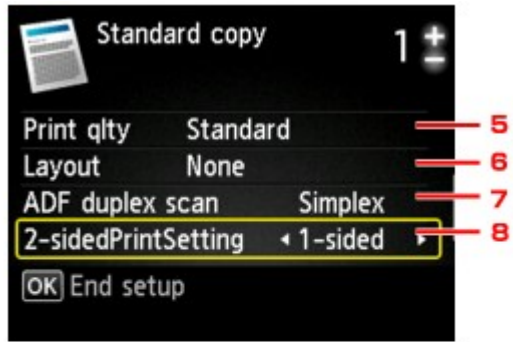 Standard copy 1
Print qlty Standard 5
Layout None 6
ADF duplex scan Simplex 7
2-sidedPrintSetting 1-sided 8
OK End setup